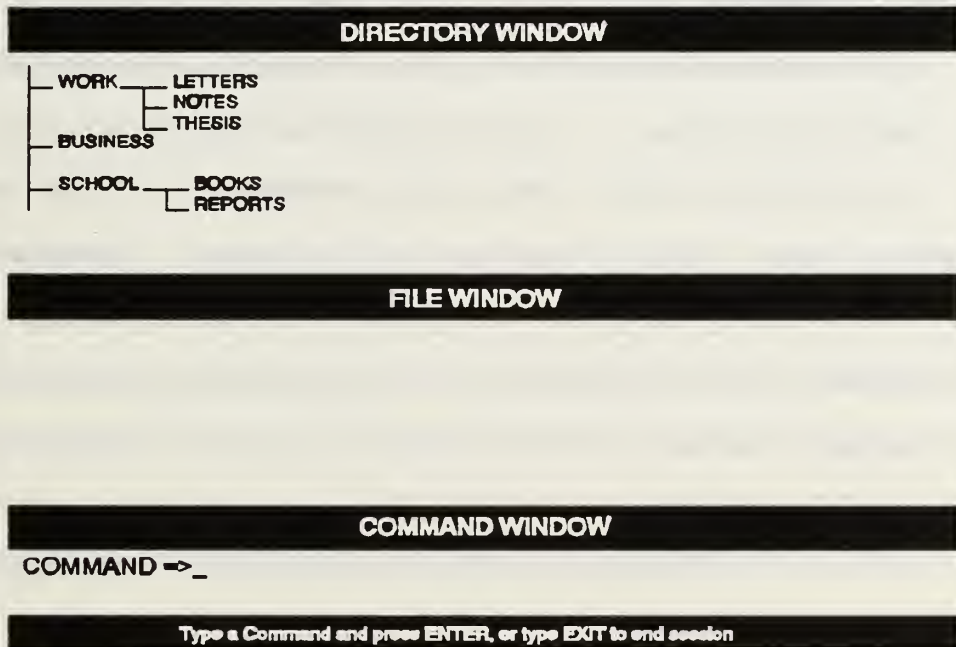 DIRECTORY WINDOW
WORK LETTERS
NOTES
THESIS
BUSINESS
SCHOOL BOOKS
REPORTS
FILE WINDOW
COMMAND WINDOW
COMMAND =>_
Type a Command and press ENTER, or type EXIT to end session